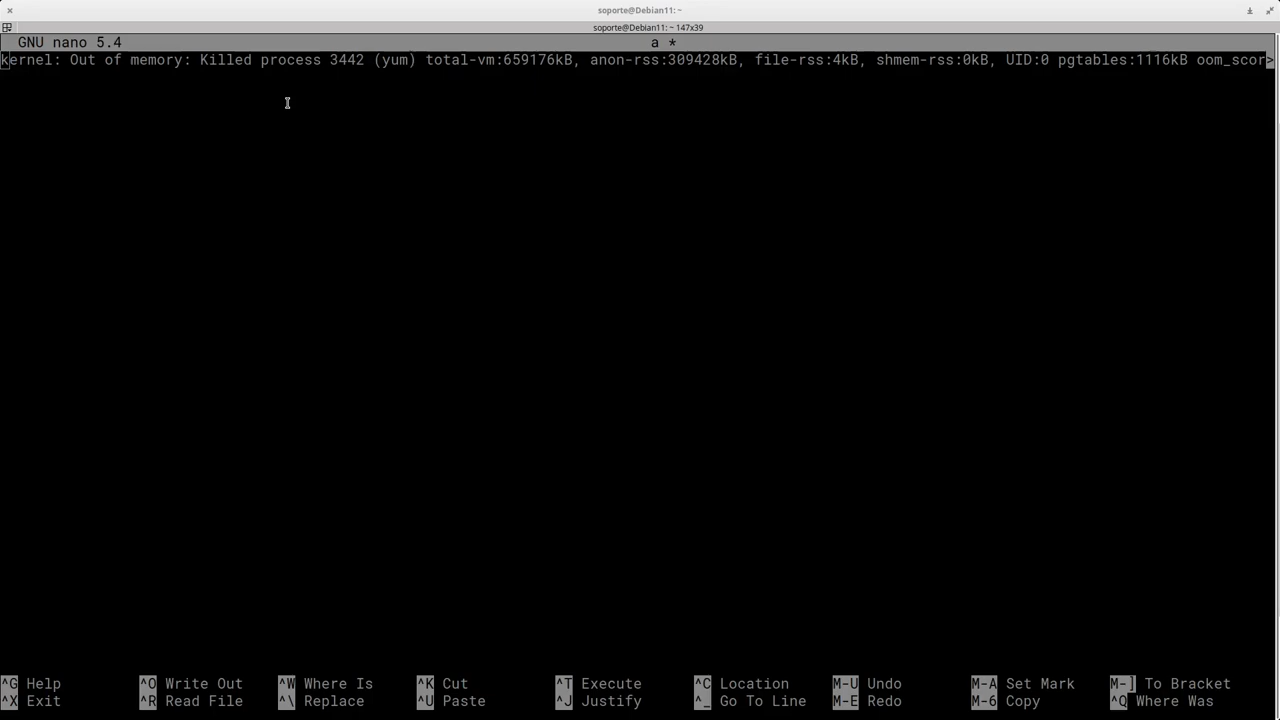 soporte@Debian11: ~
soporte@Debian11: ~ 147x39
GNU nano 5.4 a *
kernel: Out of memory: Killed process 3442 (yum) total-vm:659176kB, anon-rss:309428kB, file-rss:4kB, shmem-rss:0kB, UID:0 pgtables:1116kB oom_scor>
^G Help ^O Write Out ^W Where Is ^K Cut ^T Execute ^C Location M-U Undo M-A Set Mark M-] To Bracket
^X Exit ^R Read File ^\ Replace ^U Paste ^J Justify ^_ Go To Line M-E Redo M-6 Copy ^Q Where Was